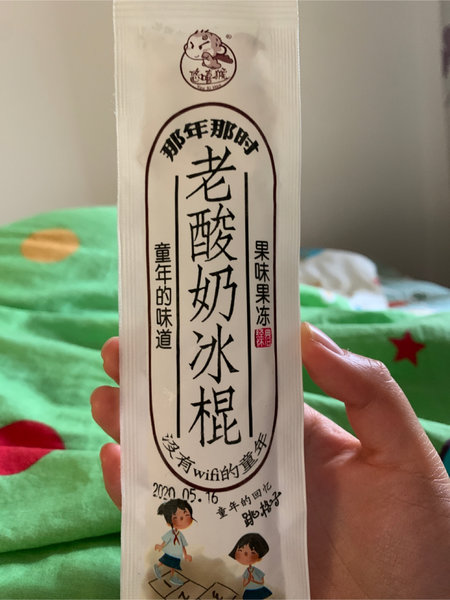 那年那时
老酸奶冰棍
童年的味道
果味果冻
没有wifi的童年
2020.05.16
童年的回忆
跳格子